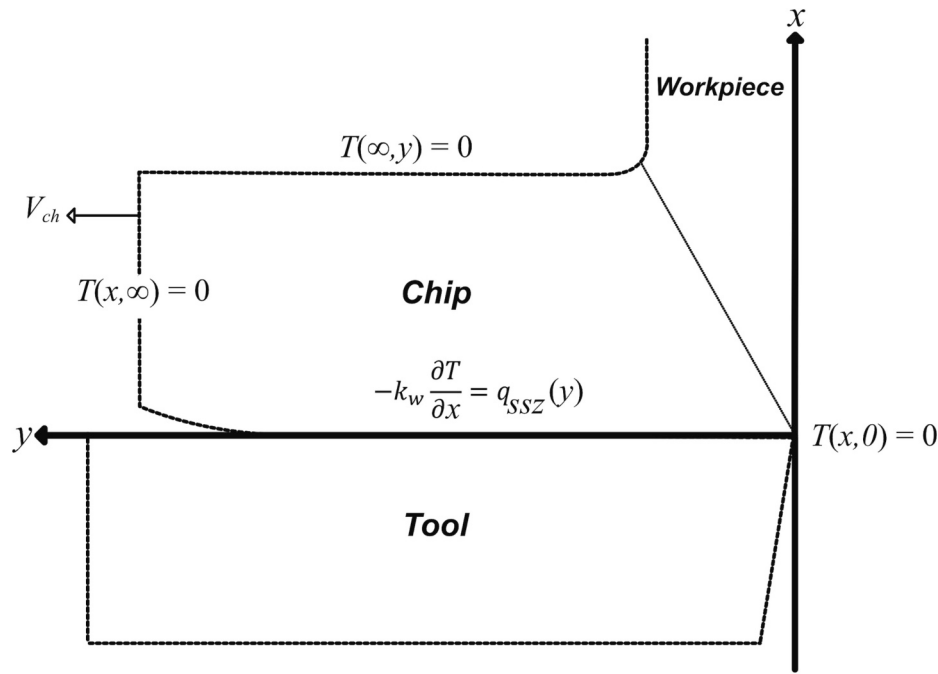 x
Workpiece
T(∞,y) = 0
V_ch
T(x,∞) = 0
Chip
−k_w ∂T/∂x = q_ssz(y)
y
T(x,0) = 0
Tool